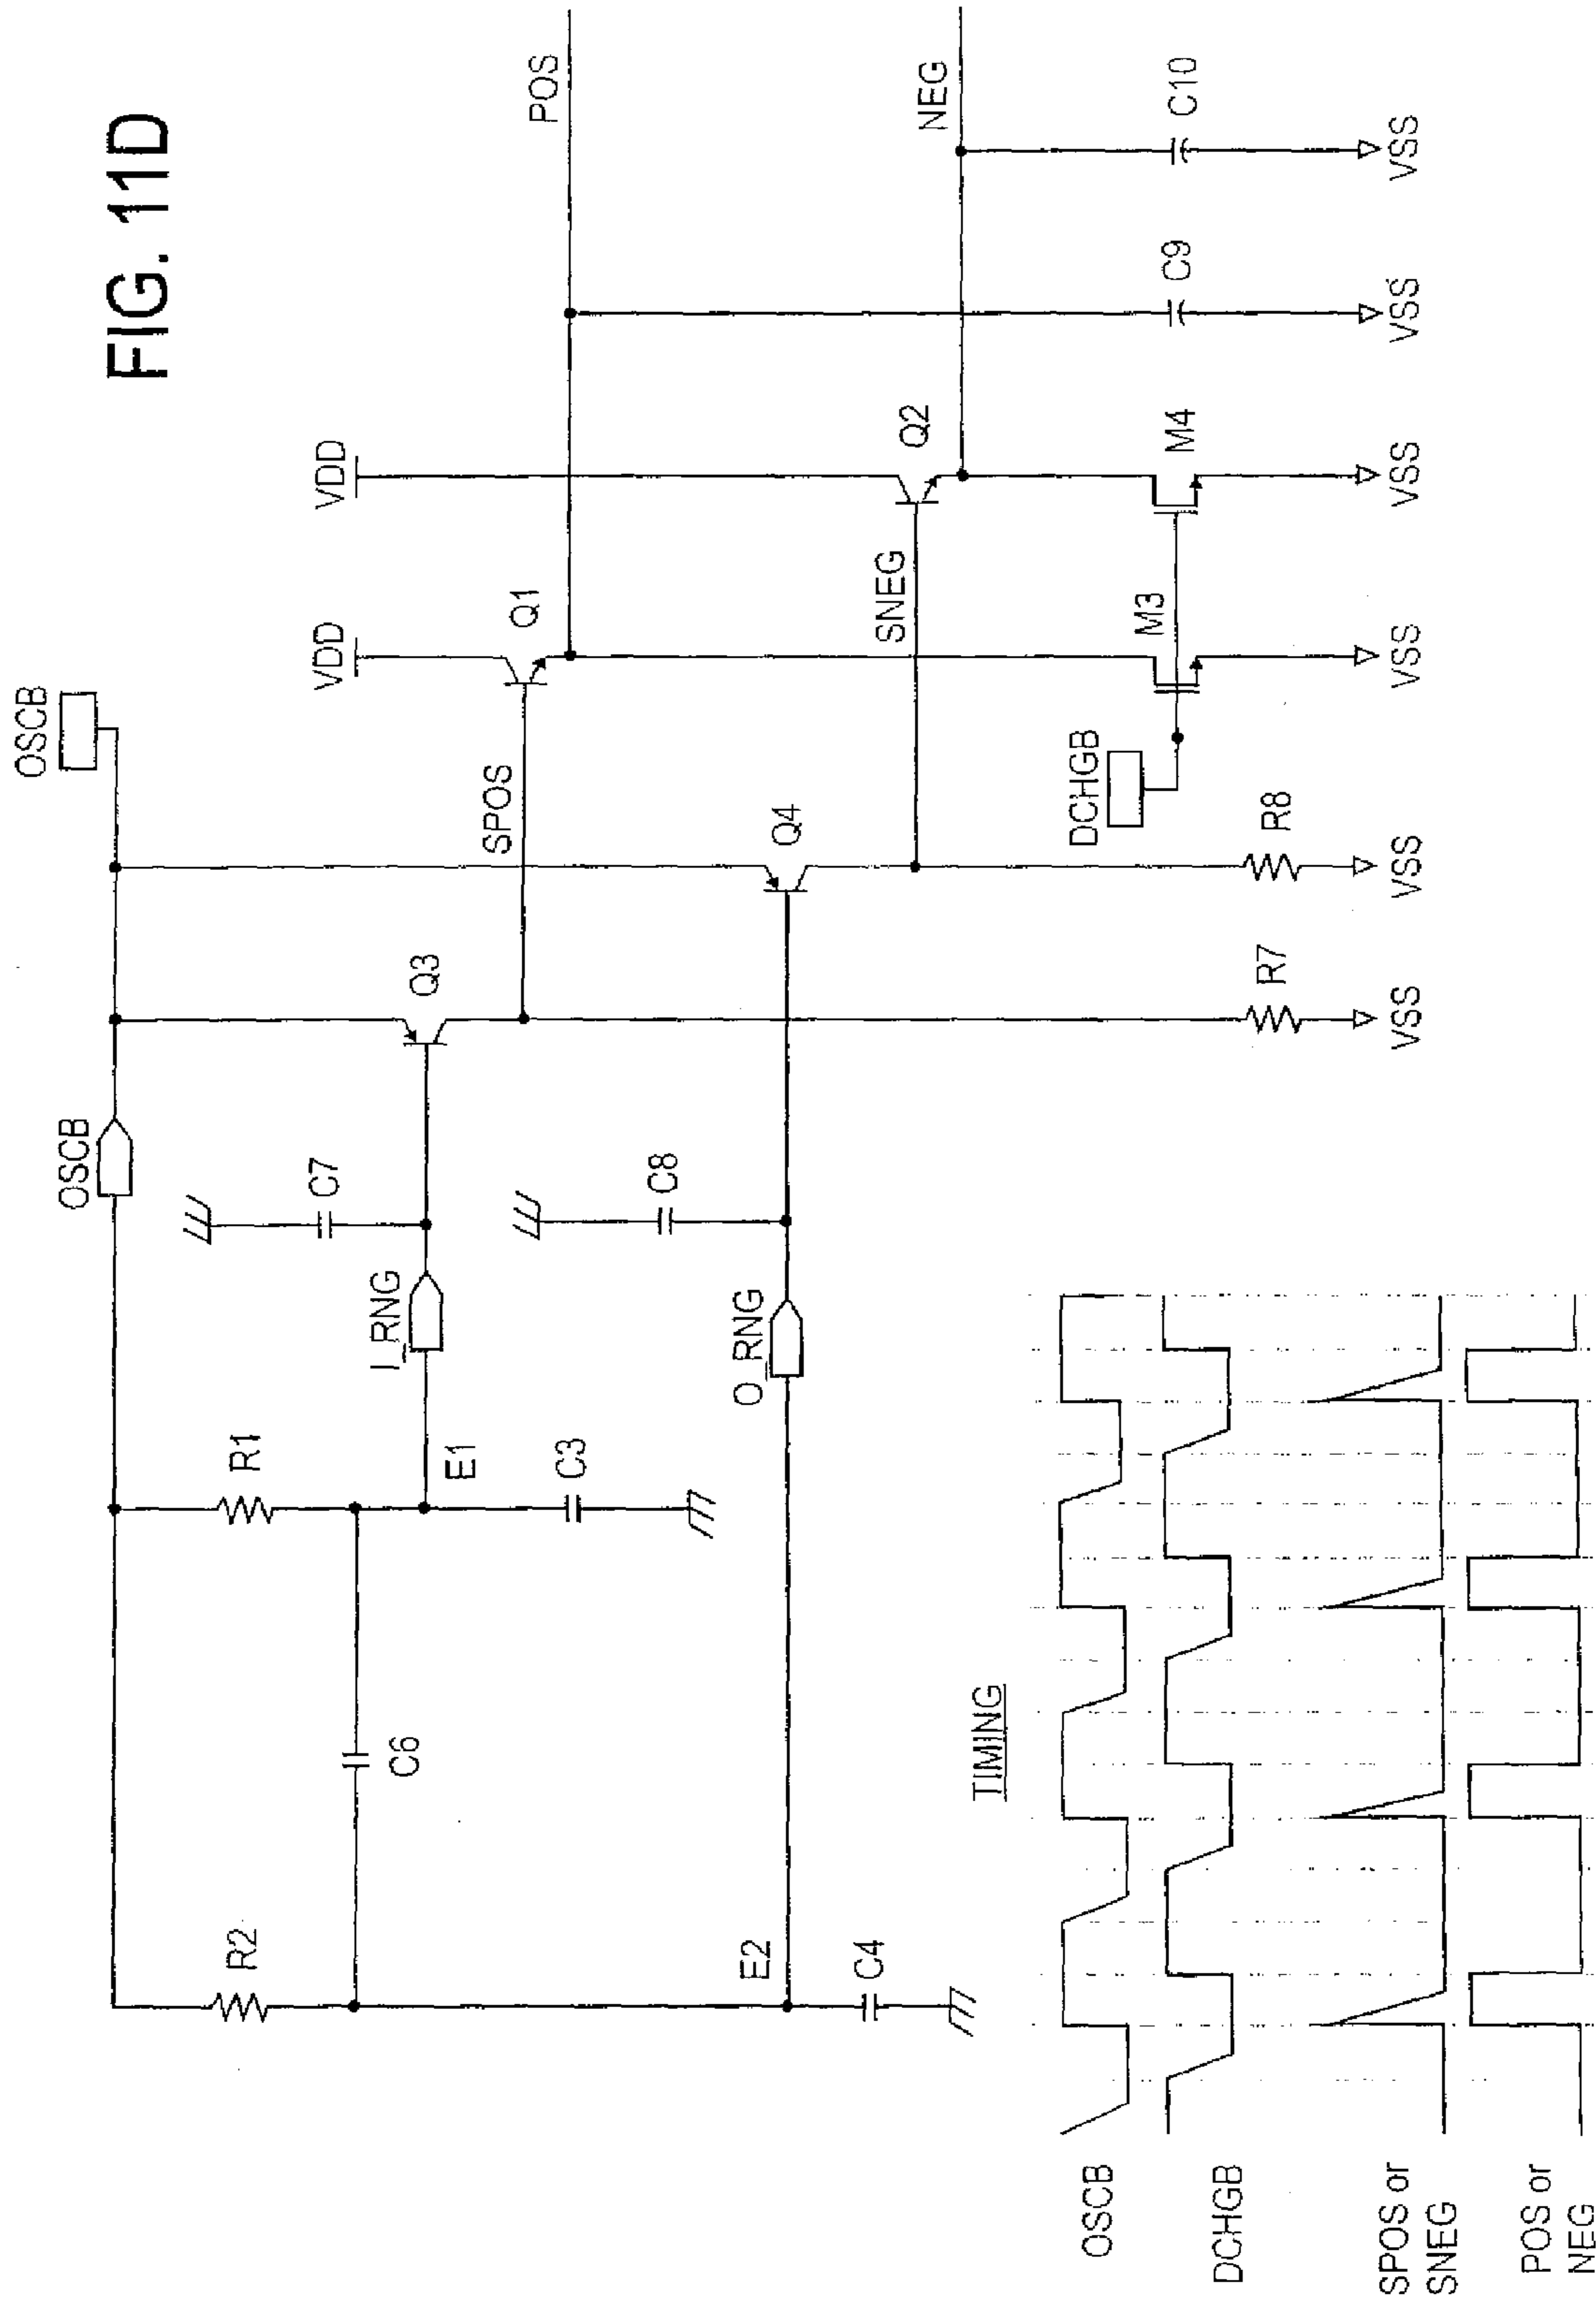 FIG. 11D
OSCB
OSCB
VDD
VDD
POS
R2
R1
C7
I_RNG
Q3
SPOS
Q1
C6
E1
C3
C8
O_RNG
Q4
SNEG
Q2
NEG
E2
C4
DCHGB
M3
M4
C9
C10
R7
R8
VSS
VSS
VSS
VSS
VSS
VSS
TIMING
OSCB
DCHGB
SPOS or
SNEG
POS or
NEG